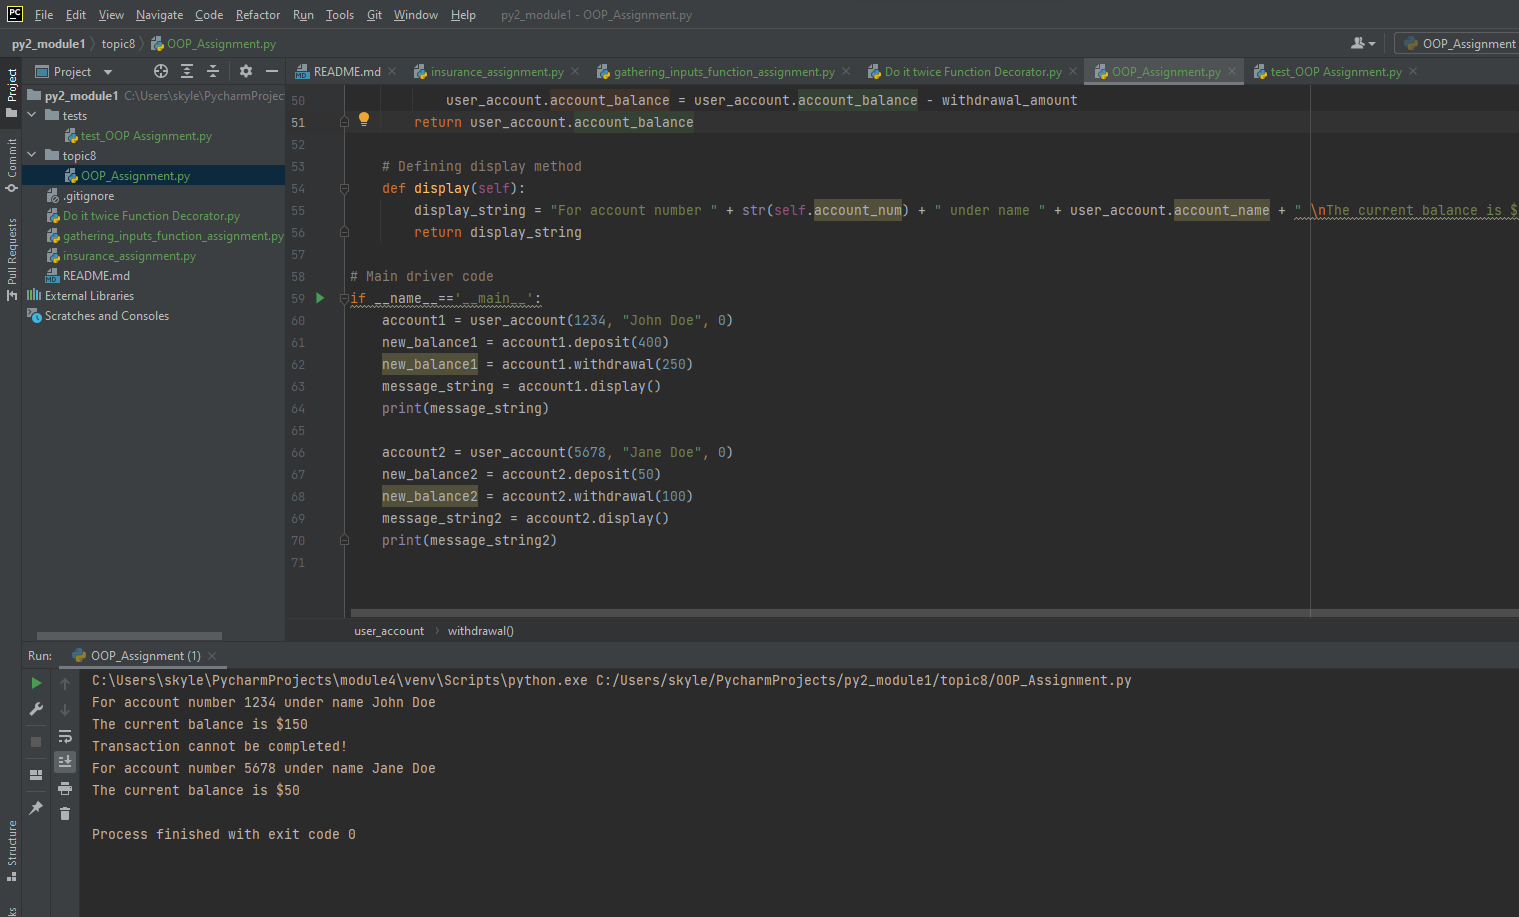 PC File Edit View Navigate Code Refactor Run Tools Git Window Help py2_module1 - OOP_Assignment.py
py2_module1 topic8 OOP_Assignment.py OOP_Assignment
Project
Project
README.md insurance_assignment.py gathering_inputs_function_assignment.py Do it twice Function Decorator.py OOP_Assignment.py test_OOP Assignment.py
py2_module1 C:\Users\skyle\PycharmProjec
tests
test_OOP Assignment.py
topic8
OOP_Assignment.py
.gitignore
Do it twice Function Decorator.py
gathering_inputs_function_assignment.py
insurance_assignment.py
README.md
External Libraries
Scratches and Consoles
Commit
Pull Requests
50 user_account.account_balance = user_account.account_balance - withdrawal_amount
51 return user_account.account_balance
52
53 # Defining display method
54 def display(self):
55 display_string = "For account number " + str(self.account_num) + " under name " + user_account.account_name + " \nThe current balance is $
56 return display_string
57
58 # Main driver code
59 if __name__=='__main__':
60 account1 = user_account(1234, "John Doe", 0)
61 new_balance1 = account1.deposit(400)
62 new_balance1 = account1.withdrawal(250)
63 message_string = account1.display()
64 print(message_string)
65
66 account2 = user_account(5678, "Jane Doe", 0)
67 new_balance2 = account2.deposit(50)
68 new_balance2 = account2.withdrawal(100)
69 message_string2 = account2.display()
70 print(message_string2)
71
user_account withdrawal()
Run: OOP_Assignment (1)
C:\Users\skyle\PycharmProjects\module4\venv\Scripts\python.exe C:/Users/skyle/PycharmProjects/py2_module1/topic8/OOP_Assignment.py
For account number 1234 under name John Doe
The current balance is $150
Transaction cannot be completed!
For account number 5678 under name Jane Doe
The current balance is $50
Process finished with exit code 0
Structure